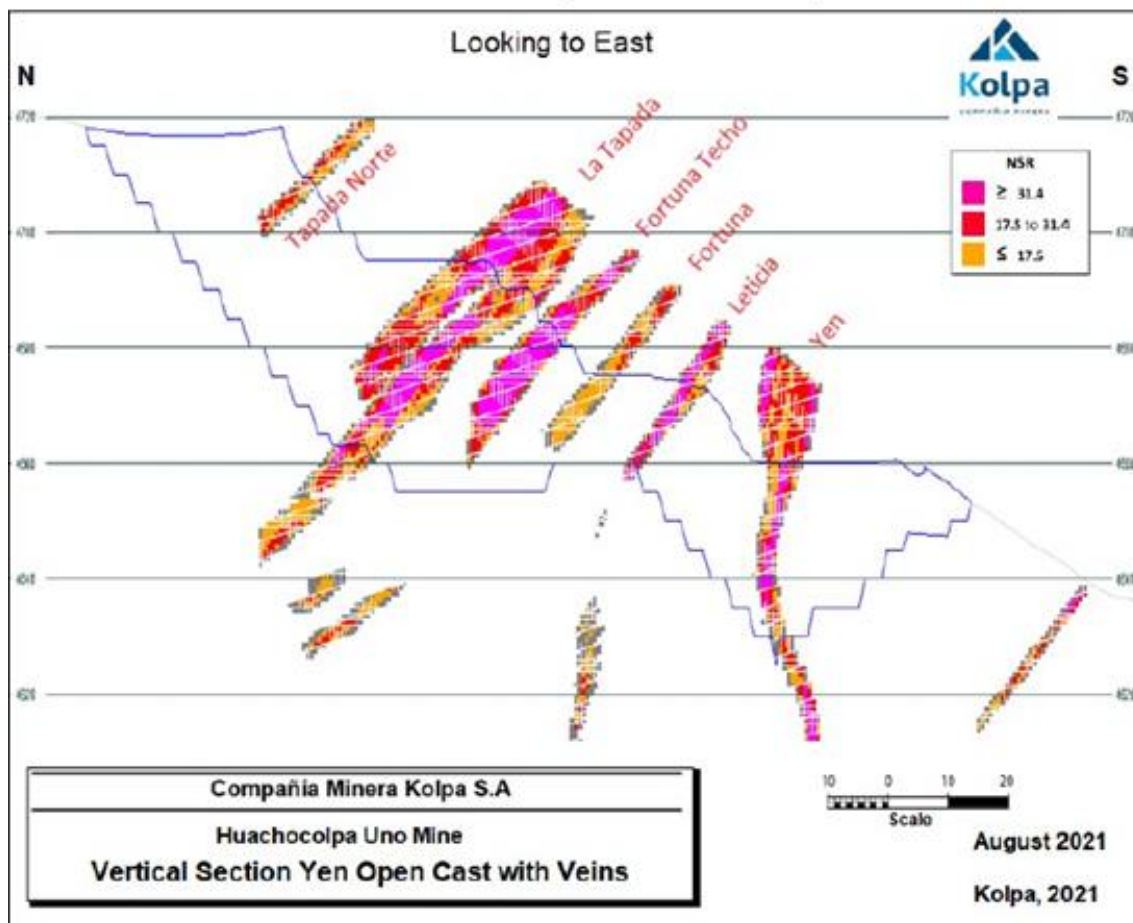 Looking to East
N
S
Kolpa
Tapada Norte
La Tapada
Fortuna Techo
Fortuna
Leticia
Yen
NSR
≥ 31.4
17.5 to 31.4
≤ 17.5
10 0 10 20
Scale
Compañia Minera Kolpa S.A
Huachocolpa Uno Mine
Vertical Section Yen Open Cast with Veins
August 2021
Kolpa, 2021